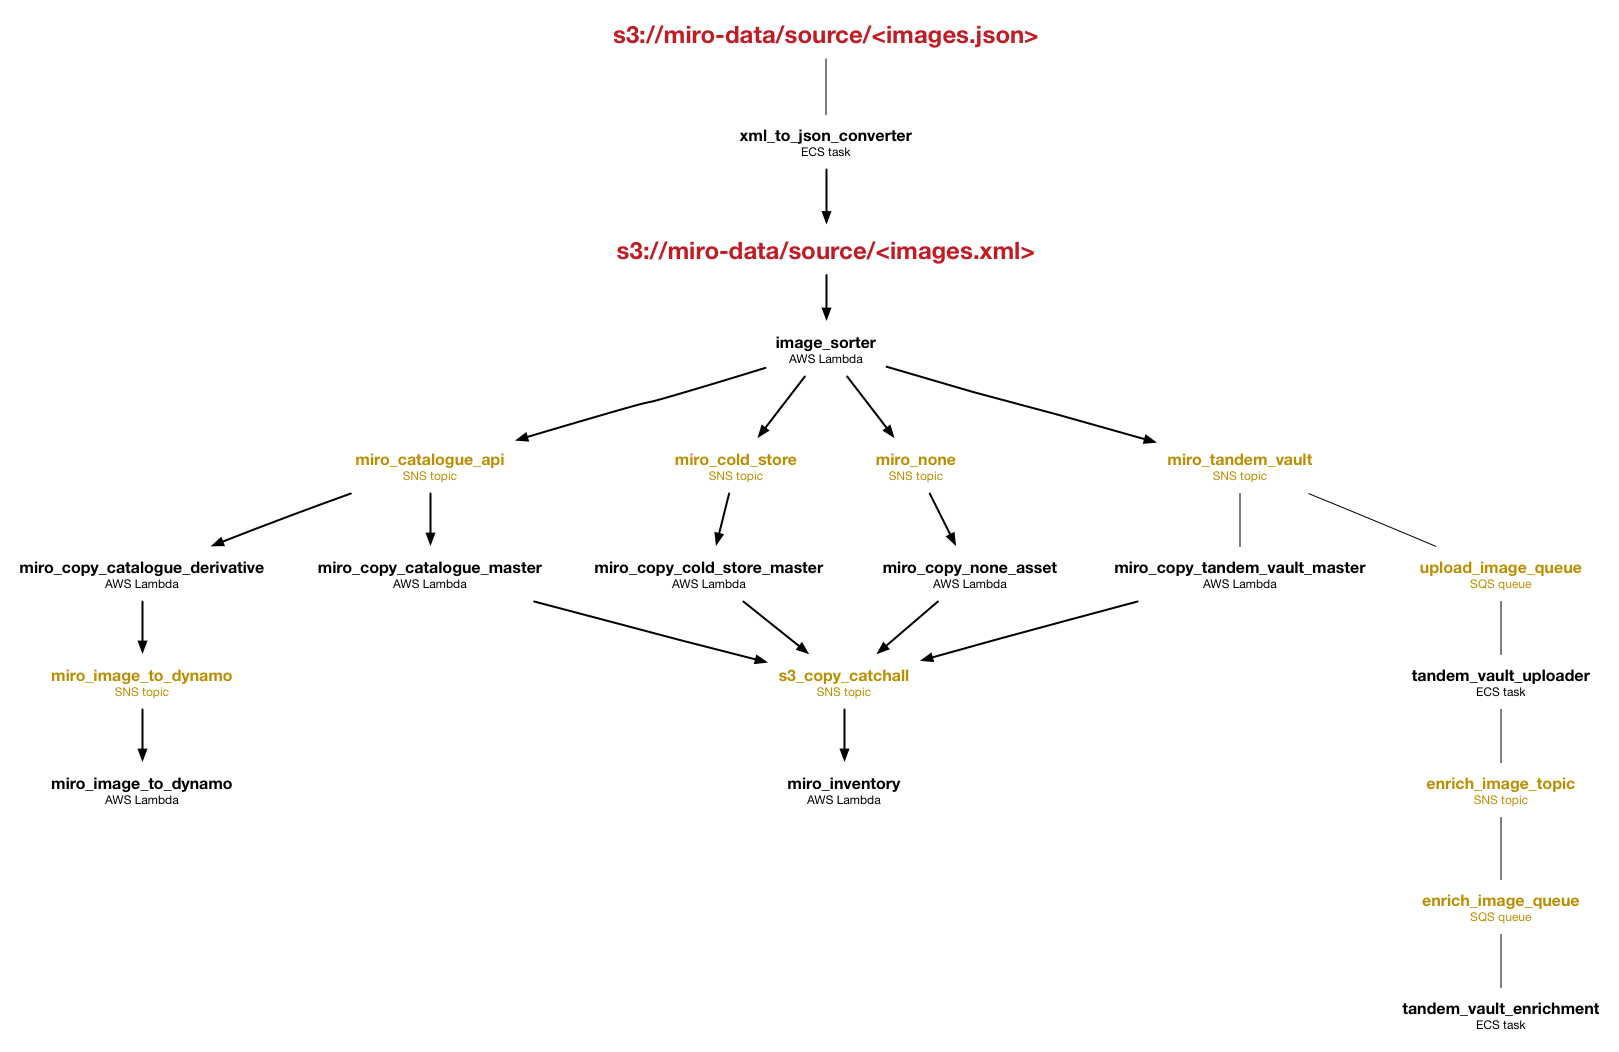 s3://miro-data/source/<images.json>
xml_to_json_converter
ECS task
s3://miro-data/source/<images.xml>
image_sorter
AWS Lambda
miro_catalogue_api
SNS topic
miro_cold_store
SNS topic
miro_none
SNS topic
miro_tandem_vault
SNS topic
miro_copy_catalogue_derivative
AWS Lambda
miro_copy_catalogue_master
AWS Lambda
miro_copy_cold_store_master
AWS Lambda
miro_copy_none_asset
AWS Lambda
miro_copy_tandem_vault_master
AWS Lambda
upload_image_queue
SQS queue
miro_image_to_dynamo
SNS topic
s3_copy_catchall
SNS topic
tandem_vault_uploader
ECS task
miro_image_to_dynamo
AWS Lambda
miro_inventory
AWS Lambda
enrich_image_topic
SNS topic
enrich_image_queue
SQS queue
tandem_vault_enrichment
ECS task